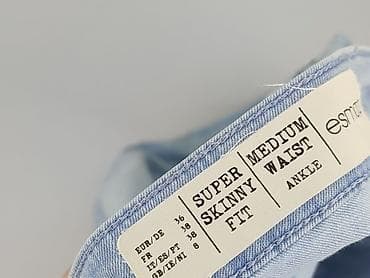 EUR/DE 36
FR 38
IT/ES/PT 38
GB/IE/NI 8
SUPER
SKINNY
FIT
MEDIUM
WAIST
ANKLE